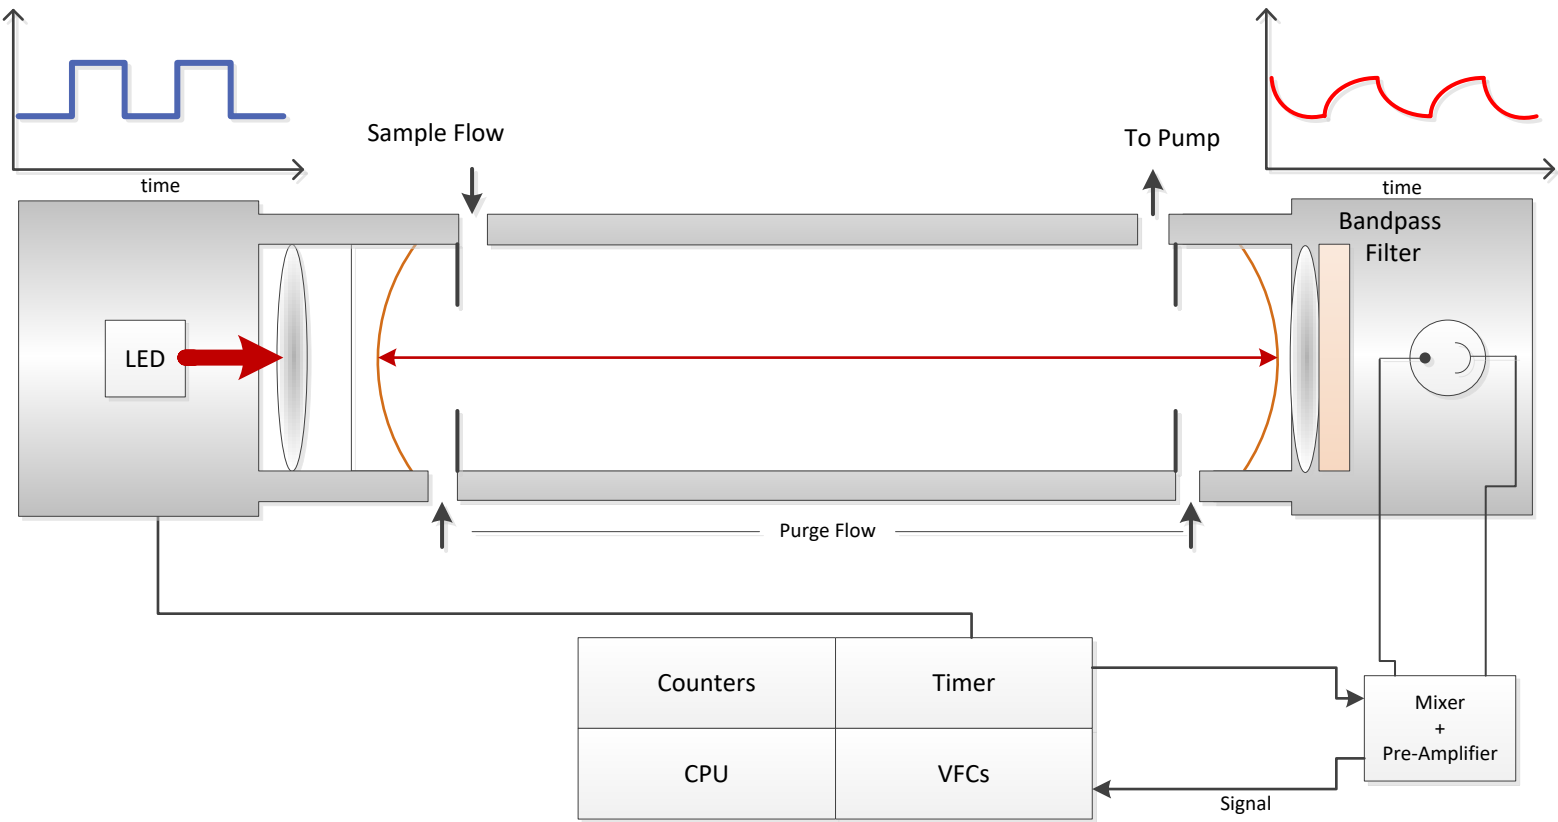 time
Sample Flow
To Pump
time
Bandpass
Filter
LED
Purge Flow
Counters
Timer
CPU
VFCs
Mixer
+
Pre-Amplifier
Signal